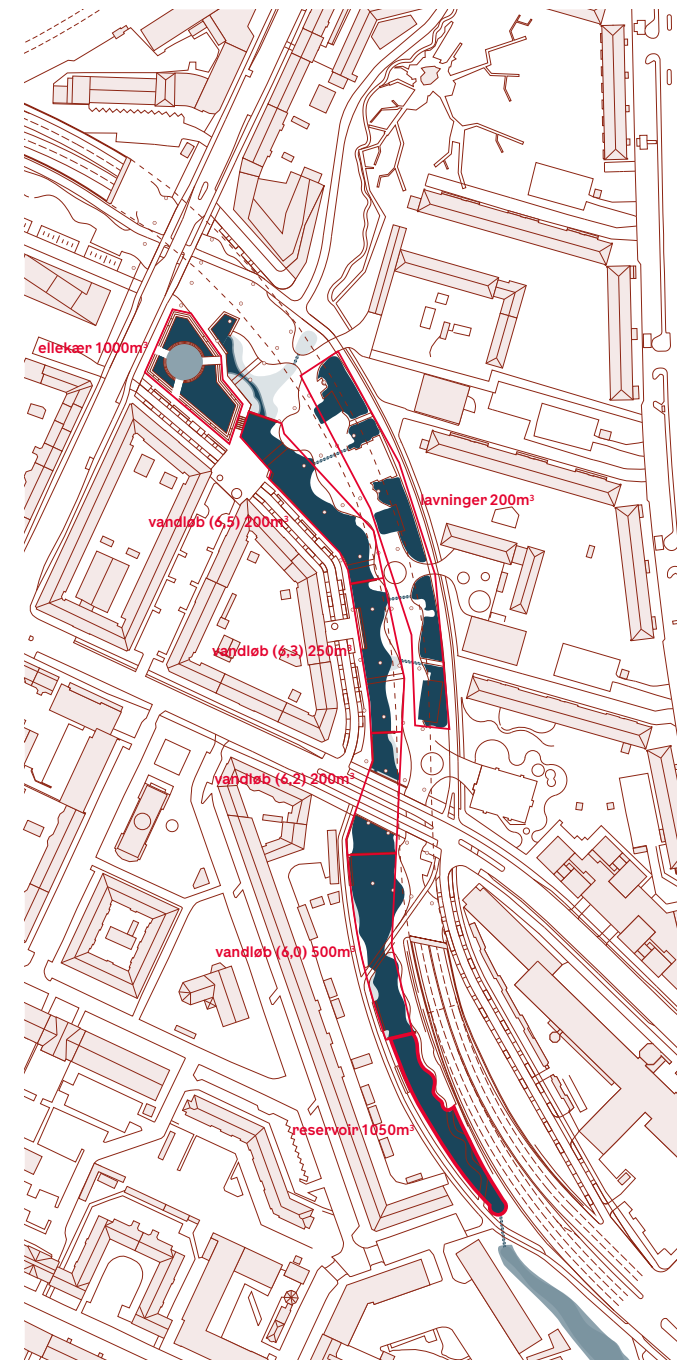 ellekær 1000m³
lavninger 200m³
vandløb (6,5) 200m³
vandløb (6,3) 250m³
vandløb (6,2) 200m³
vandløb (6,0) 500m³
reservoir 1050m³